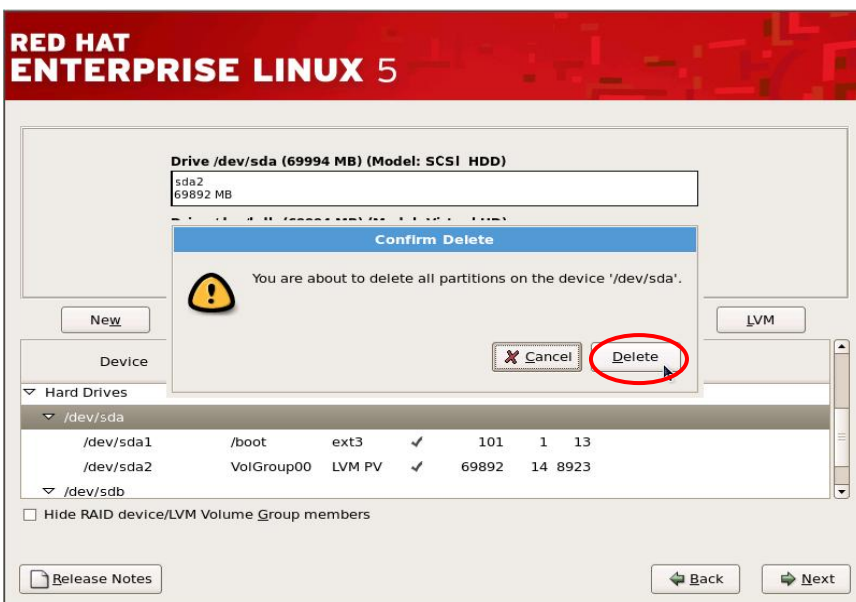 RED HAT
ENTERPRISE LINUX 5
Drive /dev/sda (69994 MB) (Model: SCSI HDD)
sda2
69892 MB
Confirm Delete
You are about to delete all partitions on the device '/dev/sda'.
Cancel Delete
New LVM
Device
Hard Drives
/dev/sda
/dev/sda1 /boot ext3 101 1 13
/dev/sda2 VolGroup00 LVM PV 69892 14 8923
/dev/sdb
Hide RAID device/LVM Volume Group members
Release Notes Back Next